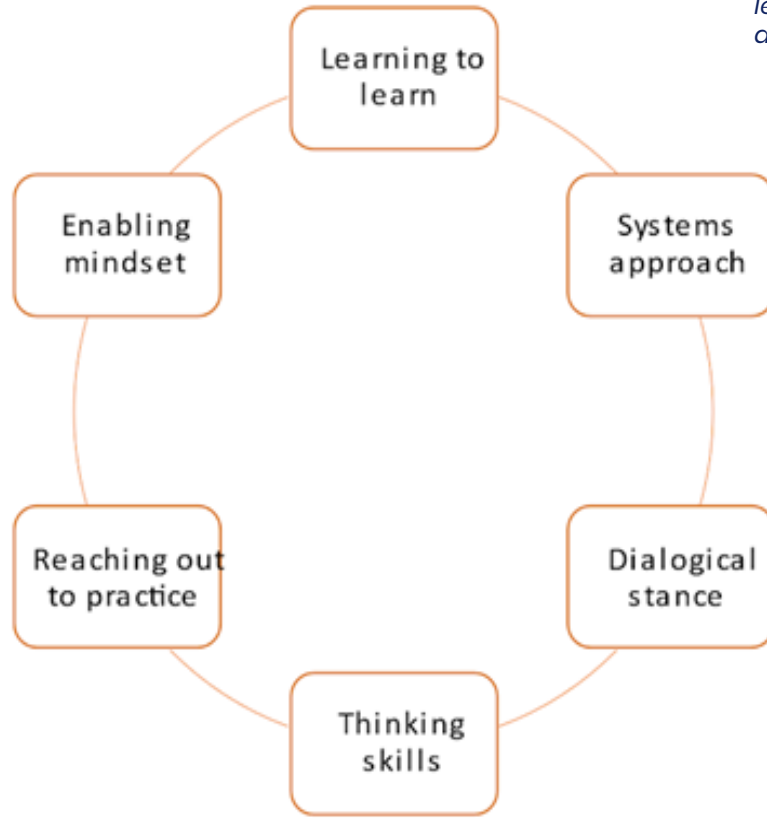 Learning to
learn
Systems
approach
Dialogical
stance
Thinking
skills
Reaching out
to practice
Enabling
mindset